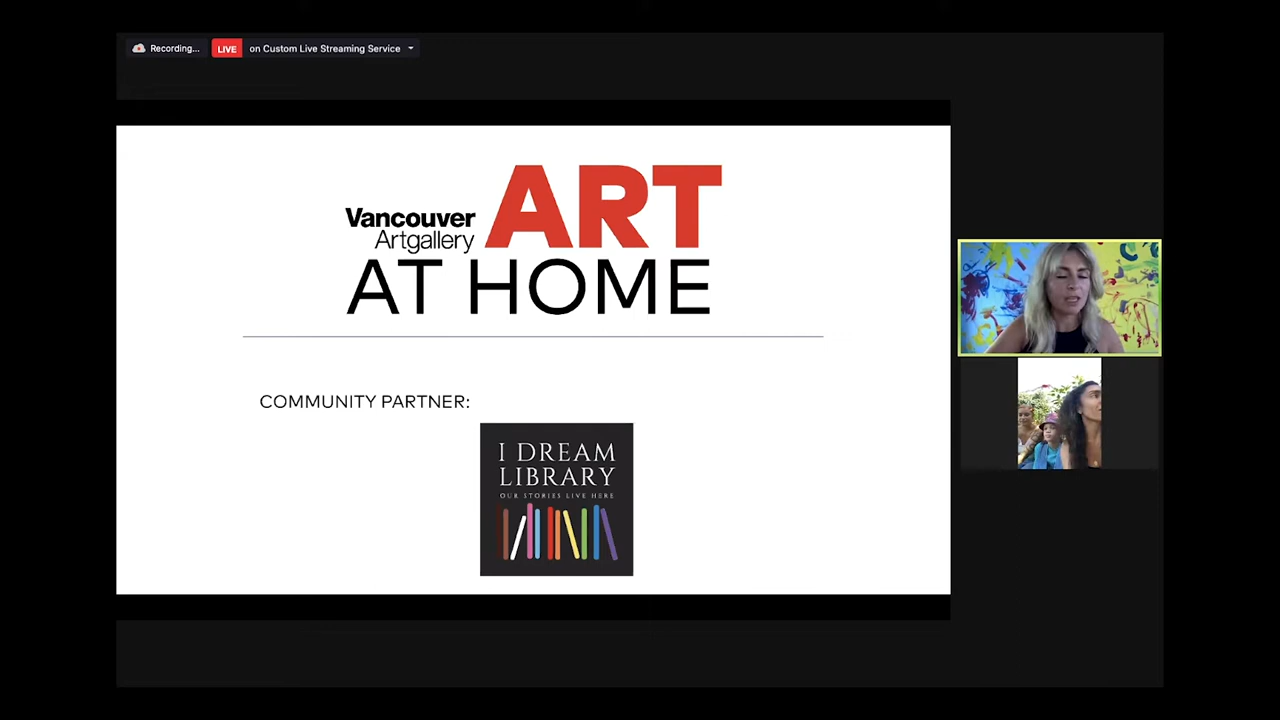 Recording...
LIVE on Custom Live Streaming Service
Vancouver
Artgallery
ART
AT HOME
COMMUNITY PARTNER:
I DREAM
LIBRARY
OUR STORIES LIVE HERE